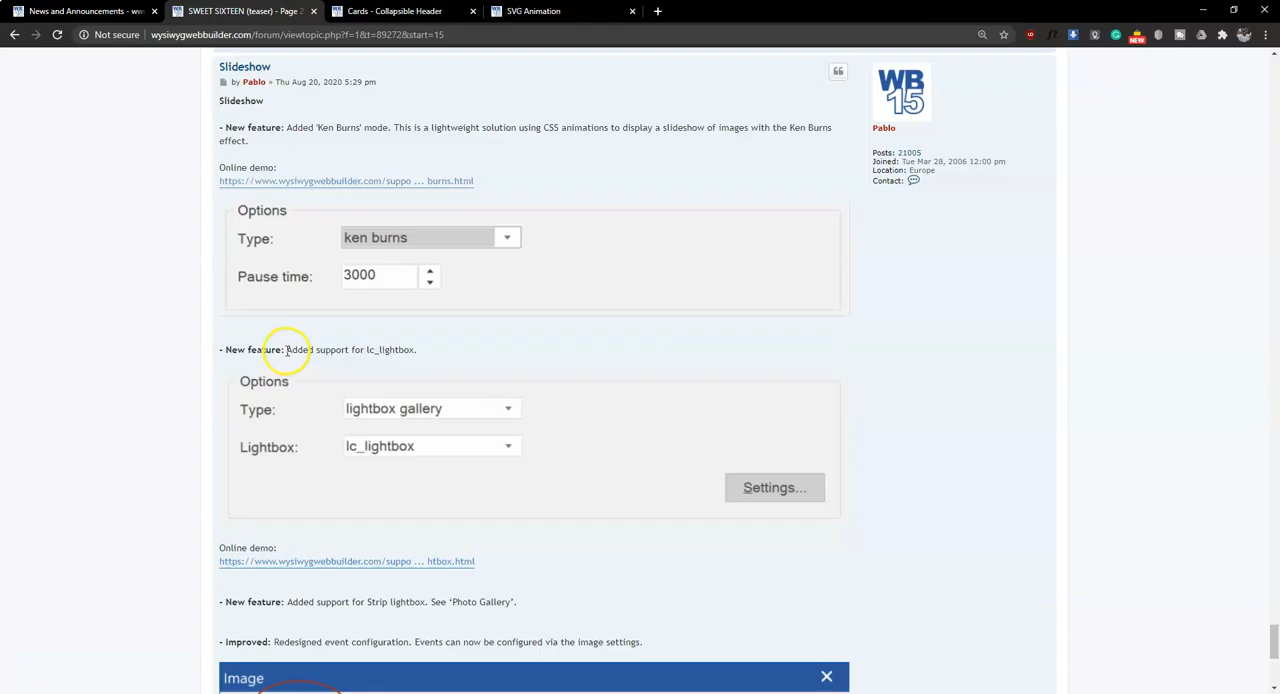 News and Announcements - www
SWEET SIXTEEN (teaser) - Page 2
Cards - Collapsible Header
SVG Animation
Not secure
wysiwygwebbuilder.com/forum/viewtopic.php?f=1&t=89272&start=15
NEW
Slideshow
by Pablo » Thu Aug 20, 2020 5:29 pm
Slideshow
- New feature: Added 'Ken Burns' mode. This is a lightweight solution using CSS animations to display a slideshow of images with the Ken Burns
effect.
Online demo:
https://www.wysiwygwebbuilder.com/suppo ... burns.html
Options
Type: ken burns
Pause time: 3000
- New feature: Added support for lc_lightbox.
Options
Type: lightbox gallery
Lightbox: lc_lightbox
Settings...
Online demo:
https://www.wysiwygwebbuilder.com/suppo ... htbox.html
- New feature: Added support for Strip lightbox. See ‘Photo Gallery’.
- Improved: Redesigned event configuration. Events can now be configured via the image settings.
Image
WB
15
Pablo
Posts: 21005
Joined: Tue Mar 28, 2006 12:00 pm
Location: Europe
Contact: